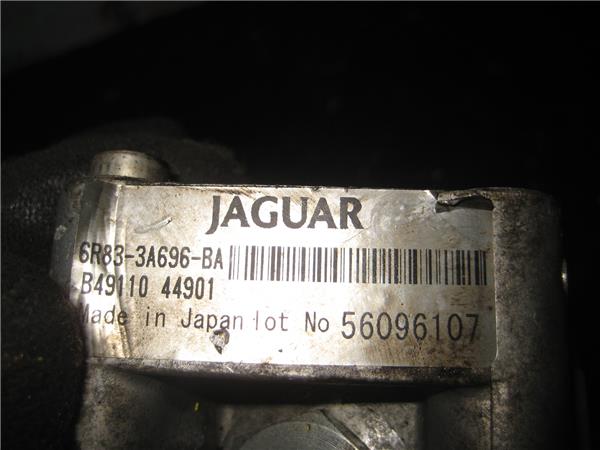 JAGUAR
6R83-3A696-BA
B49110 44901
Made in Japan lot No 56096107